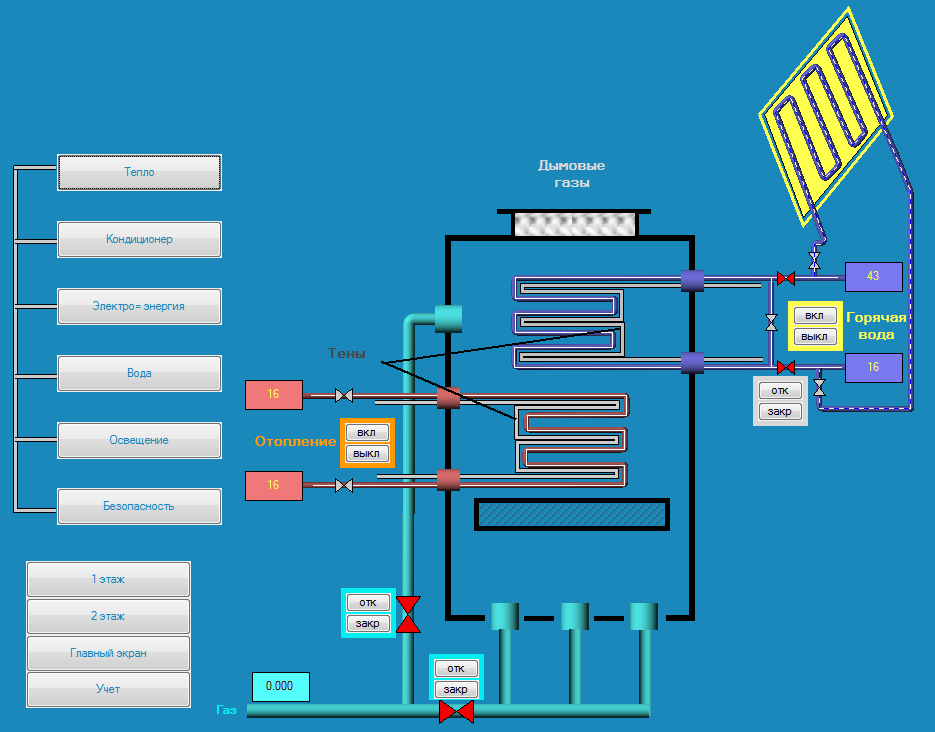 Дымовые
газы
Тепло
Кондиционер
Электро= энергия
Вода
Освещение
Безопасность
1 этаж
2 этаж
Главный экран
Учет
Тены
16
Отопление
вкл
выкл
16
43
вкл
выкл
Горячая
вода
16
отк
закр
отк
закр
отк
закр
0.000
Газ